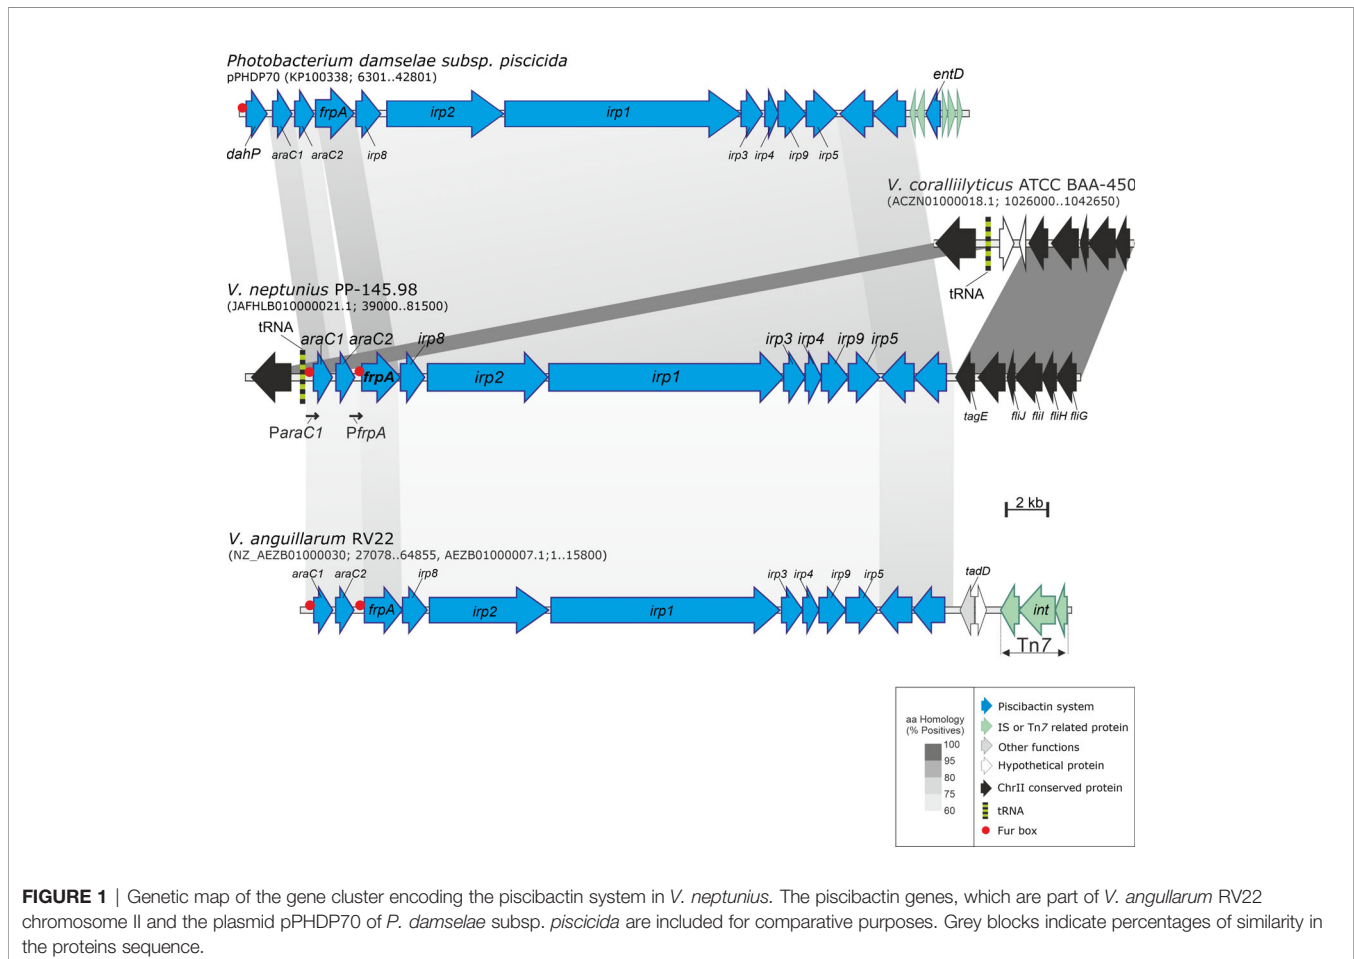 Photobacterium damselae subsp. piscicida
pPHDP70 (KP100338; 6301..42801)
entD
frpA
irp2
irp1
dahP
araC1
araC2
irp8
irp3
irp4
irp9
irp5
V. coralliilyticus ATCC BAA-450
(ACZN01000018.1; 1026000..1042650)
tRNA
V. neptunius PP-145.98
(JAFHLB010000021.1; 39000..81500)
tRNA
araC1
araC2
irp8
irp3
irp4
irp9
irp5
frpA
irp2
irp1
tagE
fliJ
fliI
fliH
fliG
ParaC1
PfrpA
2 kb
V. anguillarum RV22
(NZ_AEZB01000030; 27078..64855, AEZB01000007.1;1..15800)
araC1
araC2
irp8
irp3
irp4
irp9
irp5
tadD
frpA
irp2
irp1
int
Tn7
aa Homology
(% Positives)
100
95
80
75
60
Piscibactin system
IS or Tn7 related protein
Other functions
Hypothetical protein
ChrII conserved protein
tRNA
Fur box
FIGURE 1 | Genetic map of the gene cluster encoding the piscibactin system in V. neptunius. The piscibactin genes, which are part of V. angullarum RV22
chromosome II and the plasmid pPHDP70 of P. damselae subsp. piscicida are included for comparative purposes. Grey blocks indicate percentages of similarity in
the proteins sequence.